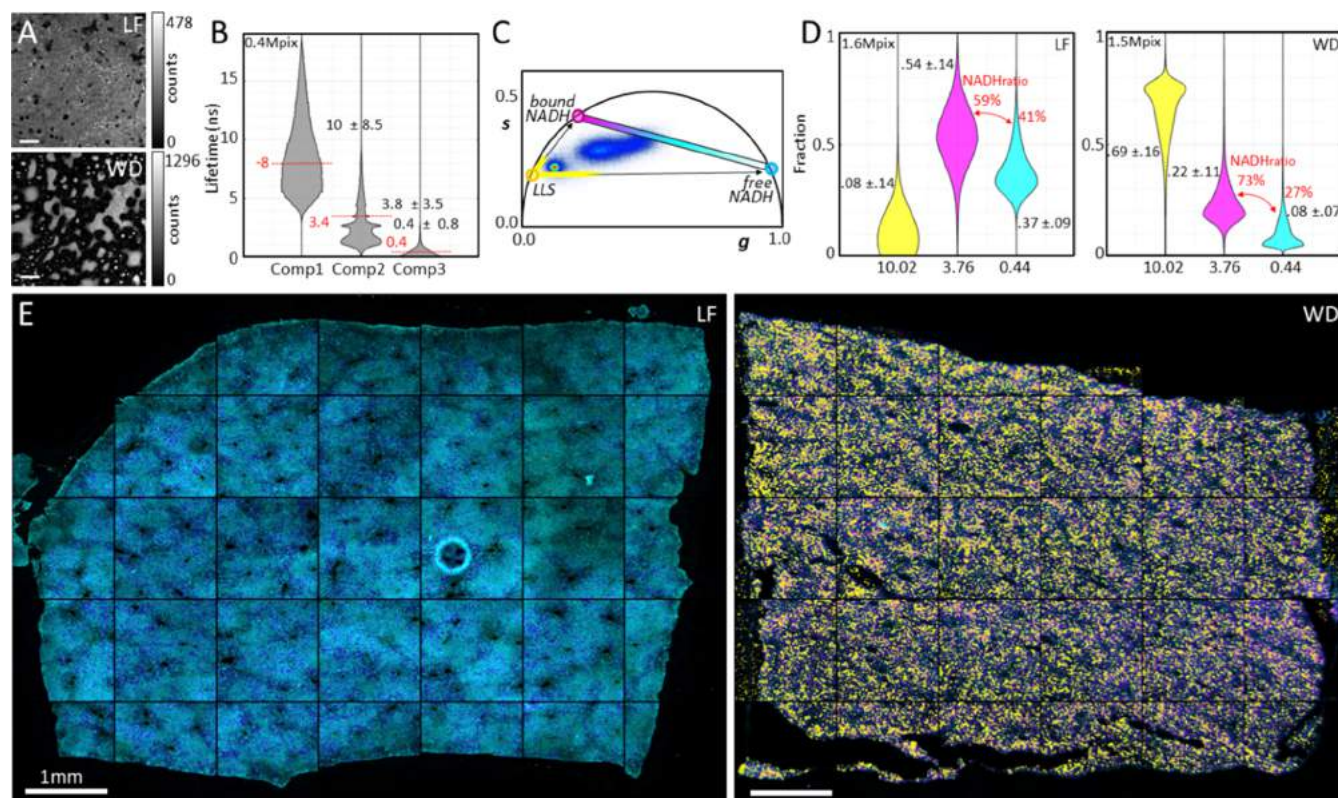 A
LF
478
counts
0
WD
1296
counts
0
B
0.4Mpix
Lifetime (ns)
15
10
5
0
10 ±8.5
-8
3.8 ± 3.5
3.4
0.4 ± 0.8
0.4
Comp1 Comp2 Comp3
C
s
0.5
0.0
bound
NADH
LLS
free
NADH
0.0
g
1.0
D
Fraction
1
0.5
0
1.6Mpix
LF
.54 ±.14
NADHratio
59%
41%
.08 ±.14
.37±.09
10.02 3.76 0.44
1
0.5
0
1.5Mpix
WD
.69 ±.16
.22 ±.11
NADHratio
73%
27%
.08 ±.07
10.02 3.76 0.44
E
LF
1mm
WD